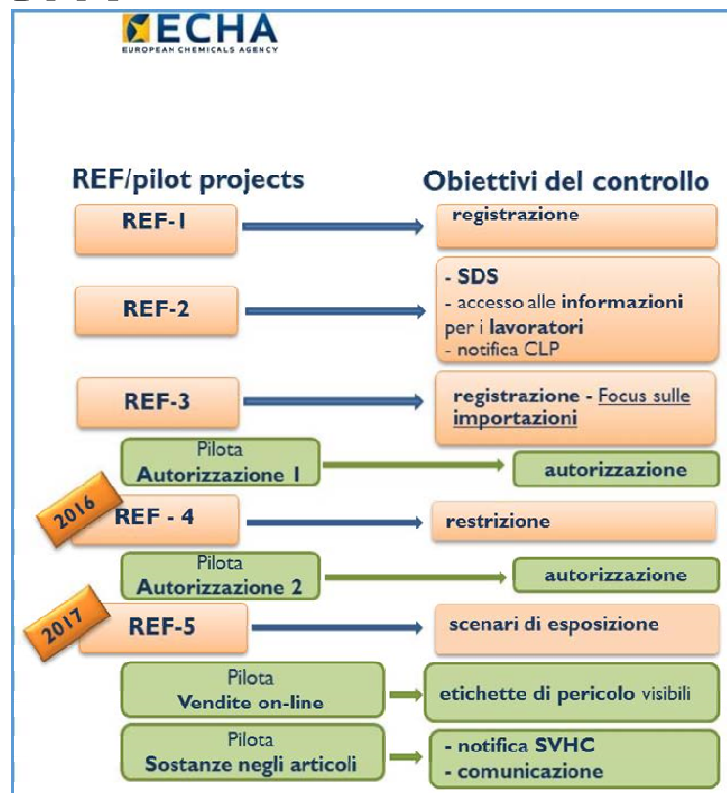 ECHA
EUROPEAN CHEMICALS AGENCY
REF/pilot projects
Obiettivi del controllo
REF-1
registrazione
REF-2
- SDS
- accesso alle informazioni
per i lavoratori
- notifica CLP
REF-3
registrazione - Focus sulle
importazioni
Pilota
Autorizzazione 1
autorizzazione
2016
REF - 4
restrizione
Pilota
Autorizzazione 2
autorizzazione
2017
REF-5
scenari di esposizione
Pilota
Vendite on-line
etichette di pericolo visibili
Pilota
Sostanze negli articoli
- notifica SVHC
- comunicazione